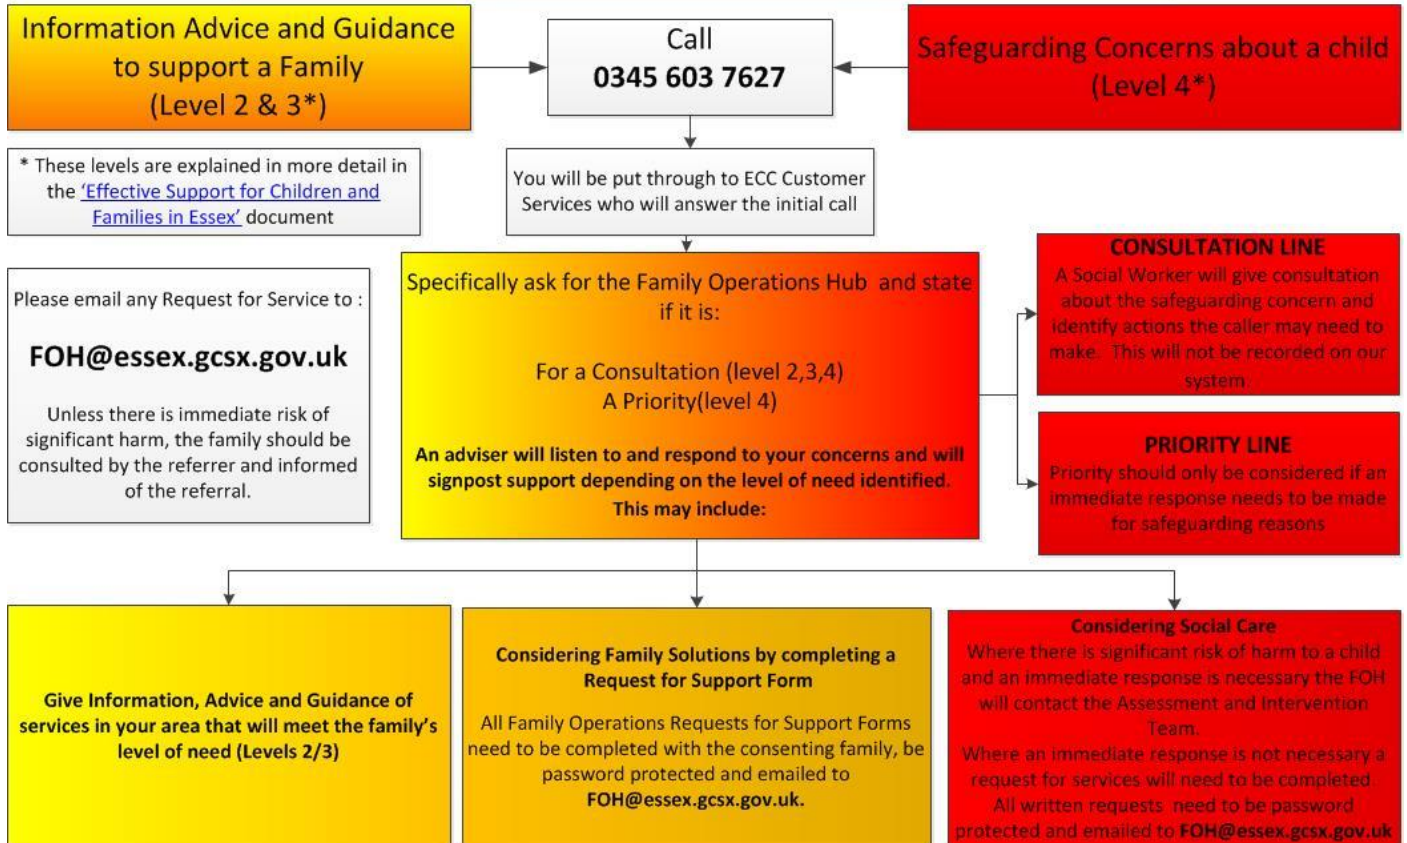 Information Advice and Guidance
to support a Family
(Level 2 & 3*)
Call
0345 603 7627
Safeguarding Concerns about a child
(Level 4*)
* These levels are explained in more detail in
the 'Effective Support for Children and
Families in Essex' document
You will be put through to ECC Customer
Services who will answer the initial call
Please email any Request for Service to :
FOH@essex.gcsx.gov.uk
Unless there is immediate risk of
significant harm, the family should be
consulted by the referrer and informed
of the referral.
Specifically ask for the Family Operations Hub and state
if it is:
For a Consultation (level 2,3,4)
A Priority(level 4)
An adviser will listen to and respond to your concerns and will
signpost support depending on the level of need identified.
This may include:
CONSULTATION LINE
A Social Worker will give consultation
about the safeguarding concern and
identify actions the caller may need to
make. This will not be recorded on our
system
PRIORITY LINE
Priority should only be considered if an
immediate response needs to be made
for safeguarding reasons
Give Information, Advice and Guidance of
services in your area that will meet the family's
level of need (Levels 2/3)
Considering Family Solutions by completing a
Request for Support Form
All Family Operations Requests for Support Forms
need to be completed with the consenting family, be
password protected and emailed to
FOH@essex.gcsx.gov.uk.
Considering Social Care
Where there is significant risk of harm to a child
and an immediate response is necessary the FOH
will contact the Assessment and Intervention
Team.
Where an immediate response is not necessary a
request for services will need to be completed
All written requests need to be password
protected and emailed to FOH@essex.gcsx.gov.uk